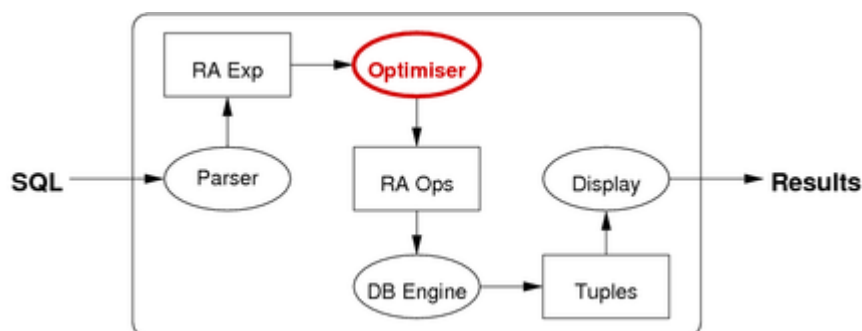 RA Exp
Optimiser
SQL
Parser
RA Ops
Display
Results
DB Engine
Tuples